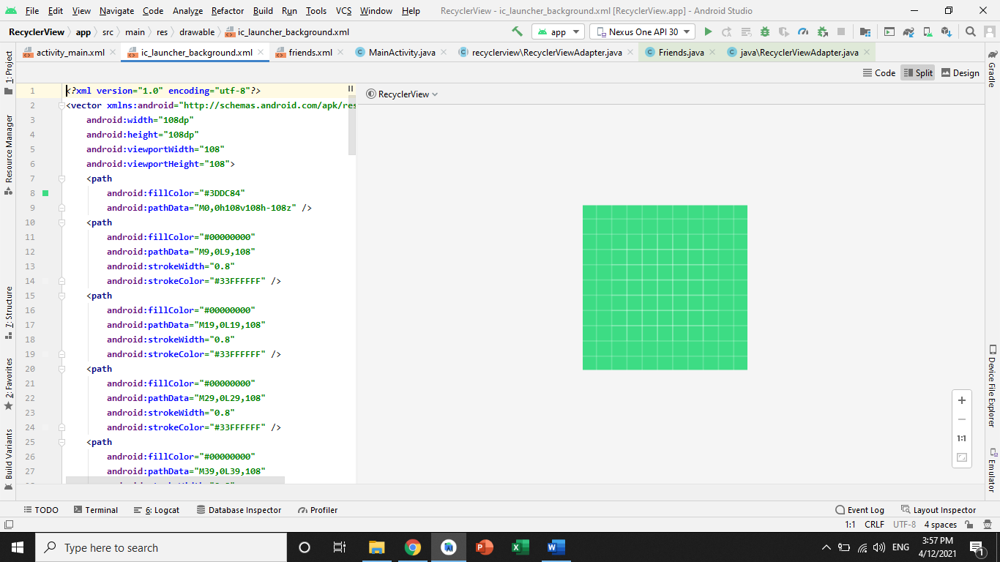 File Edit View Navigate Code Analyze Refactor Build Run Tools VCS Window Help RecyclerView - ic_launcher_background.xml [RecyclerView.app] - Android Studio
RecyclerView app src main res drawable ic_launcher_background.xml app Nexus One API 30
activity_main.xml ic_launcher_background.xml friends.xml MainActivity.java recyclerview\RecyclerViewAdapter.java Friends.java java\RecyclerViewAdapter.java
Code Split Design
1: Project
Resource Manager
7: Structure
2: Favorites
Build Variants
RecyclerView
1 <?xml version="1.0" encoding="utf-8"?>
2 <vector xmlns:android="http://schemas.android.com/apk/res
3 android:width="108dp"
4 android:height="108dp"
5 android:viewportWidth="108"
6 android:viewportHeight="108">
7 <path
8 android:fillColor="#3DDC84"
9 android:pathData="M0,0h108v108h-108z" />
10 <path
11 android:fillColor="#00000000"
12 android:pathData="M9,0L9,108"
13 android:strokeWidth="0.8"
14 android:strokeColor="#33FFFFFF" />
15 <path
16 android:fillColor="#00000000"
17 android:pathData="M19,0L19,108"
18 android:strokeWidth="0.8"
19 android:strokeColor="#33FFFFFF" />
20 <path
21 android:fillColor="#00000000"
22 android:pathData="M29,0L29,108"
23 android:strokeWidth="0.8"
24 android:strokeColor="#33FFFFFF" />
25 <path
26 android:fillColor="#00000000"
27 android:pathData="M39,0L39,108"
1:1
Gradle
Device File Explorer
Emulator
TODO Terminal 6: Logcat Database Inspector Profiler Event Log Layout Inspector
1:1 CRLF UTF-8 4 spaces
Type here to search
ENG
3:57 PM
4/12/2021
1